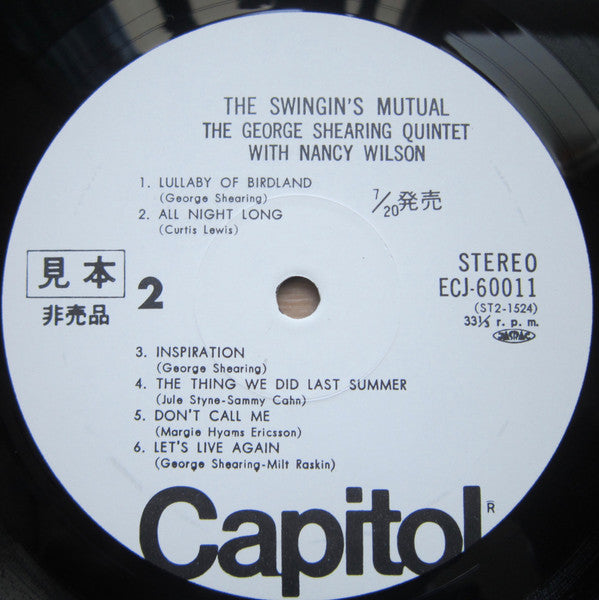 THE SWINGIN'S MUTUAL
THE GEORGE SHEARING QUINTET
WITH NANCY WILSON
1. LULLABY OF BIRDLAND
(George Shearing)
2. ALL NIGHT LONG
(Curtis Lewis)
7/20発売
見本
非売品
2
STEREO
ECJ-60011
(ST2-1524)
33⅓ r. p. m.
JASRAC
3. INSPIRATION
(George Shearing)
4. THE THING WE DID LAST SUMMER
(Jule Styne-Sammy Cahn)
5. DON'T CALL ME
(Margie Hyams Ericsson)
6. LET'S LIVE AGAIN
(George Shearing-Milt Raskin)
Capitol®